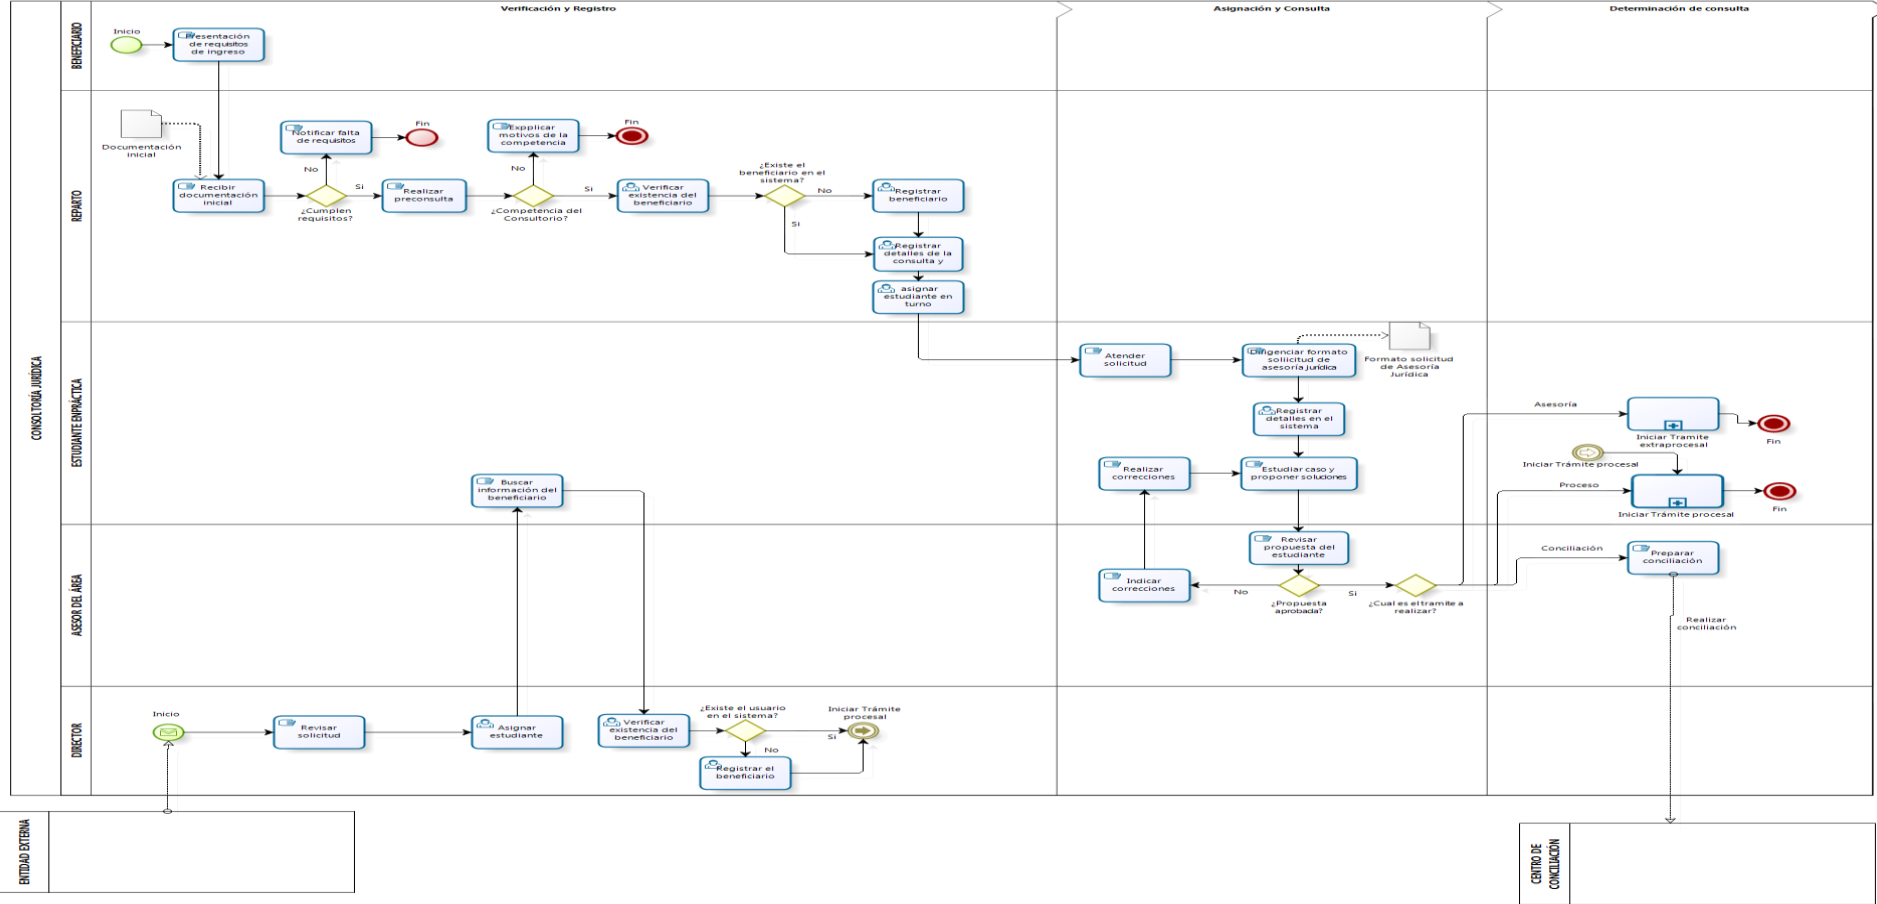 Verificación y Registro
Asignación y Consulta
Determinación de consulta
CONSOLTORÍA JURÍDICA
BENEFICIARIO
Inicio
Presentación
de requisitos
de ingreso
REPARTO
Documentación
inicial
Recibir
documentación
inicial
Notificar falta
de requisitos
Fin
No
Si
¿Cumplen
requisitos?
Realizar
preconsulta
Expplicar
motivos de la
competencia
Fin
No
Si
¿Competencia del
Consultorio?
Verificar
existencia del
beneficiario
¿Existe el
beneficiario en el
sistema?
No
Si
Registrar
beneficiario
Registrar
detalles de la
consulta y
asignar
estudiante en
turno
ESTUDIANTE ENPRÁCTICA
Atender
solicitud
Diligenciar formato
soliicitud de
asesoría jurídica
Formato solicitud
de Asesoría
Jurídica
Registrar
detalles en el
sistema
Realizar
correcciones
Estudiar caso y
proponer soluciones
Buscar
información del
beneficiario
Asesoría
Iniciar Tramite
extraprocesal
Fin
Iniciar Trámite procesal
Proceso
Iniciar Trámite procesal
Fin
ASESOR DEL ÁREA
Revisar
propuesta del
estudiante
Indicar
correcciones
No
¿Propuesta
aprobada?
Si
¿Cual es el tramite a
realizar?
Conciliación
Preparar
conciliación
Realizar
conciliación
DIRECTOR
Inicio
Revisar
solicitud
Asignar
estudiante
Verificar
existencia del
beneficiario
¿Existe el usuario
en el sistema?
Si
No
Registrar el
beneficiario
Iniciar Trámite
procesal
ENTIDAD EXTERNA
CENTRO DE
CONCILIACIÓN